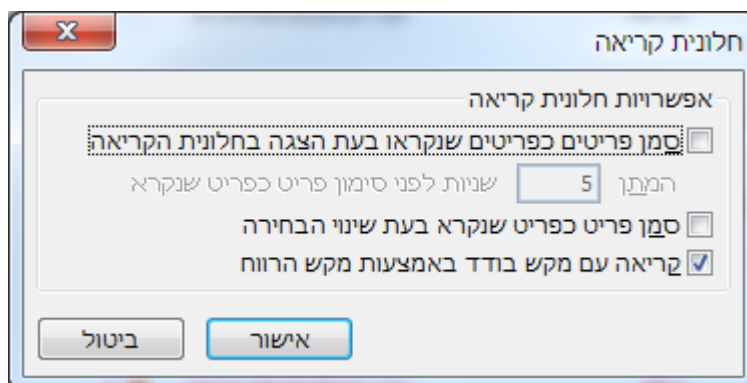 חלונית קריאה
אפשרויות חלונית קריאה
סמן פריטים כפריטים שנקראו בעת הצגה בחלונית הקריאה
המתן 5 שניות לפני סימון פריט כפריט שנקרא
סמן פריט כפריט שנקרא בעת שינוי הבחירה
קריאה עם מקש בודד באמצעות מקש הרווח
אישור ביטול